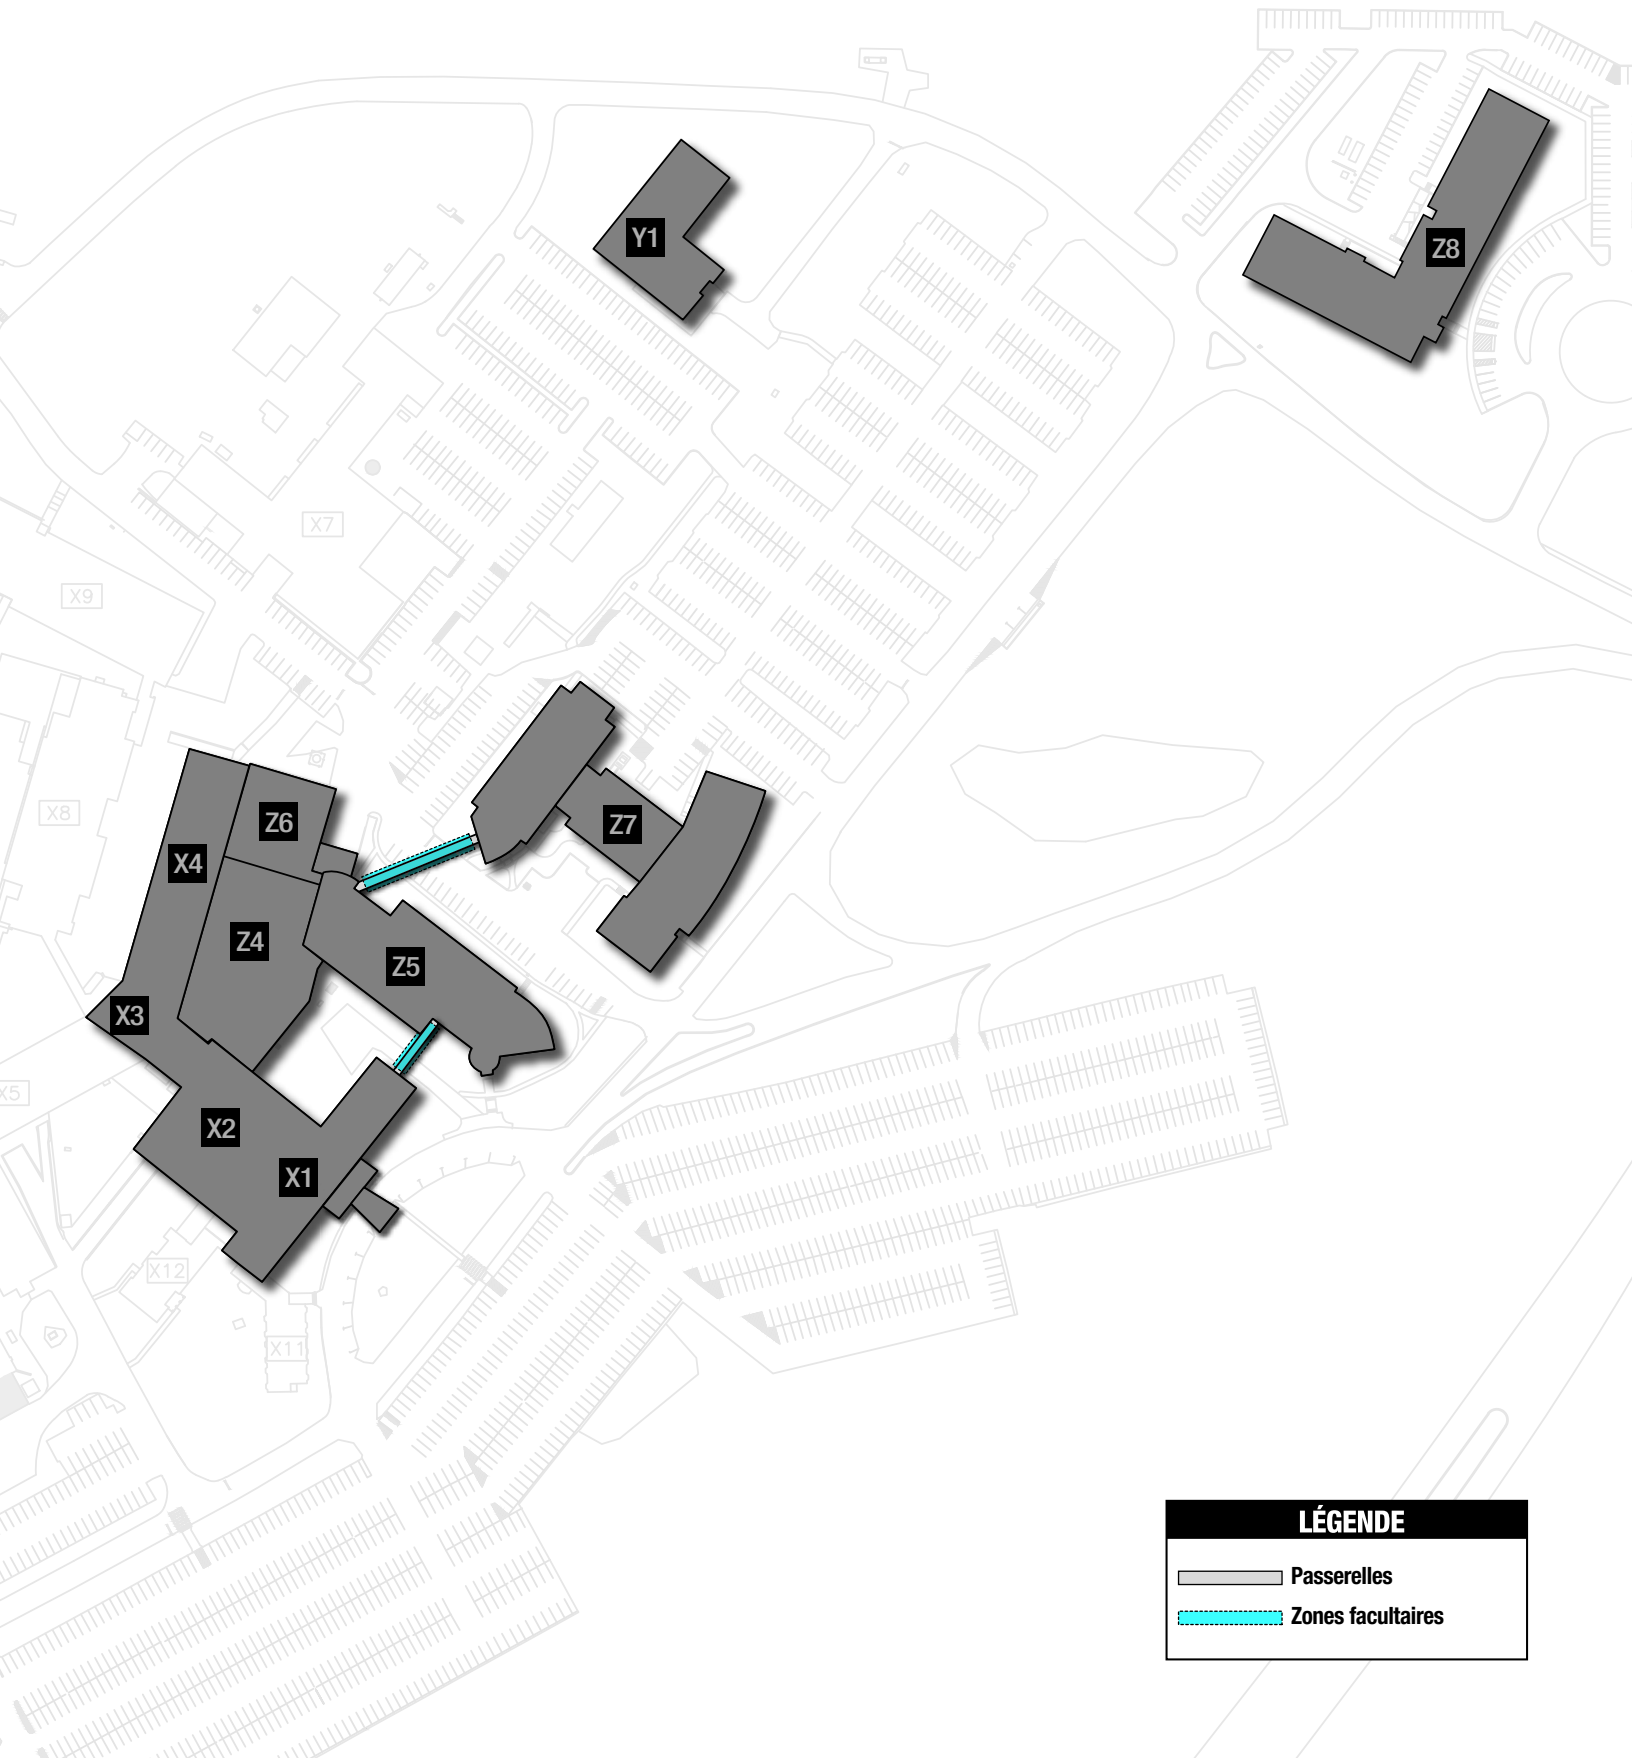 Y1
Z8
X7
X9
X8
Z6
Z7
X4
Z4
Z5
X3
X5
X2
X1
X12
X11
LÉGENDE
Passerelles
Zones facultaires